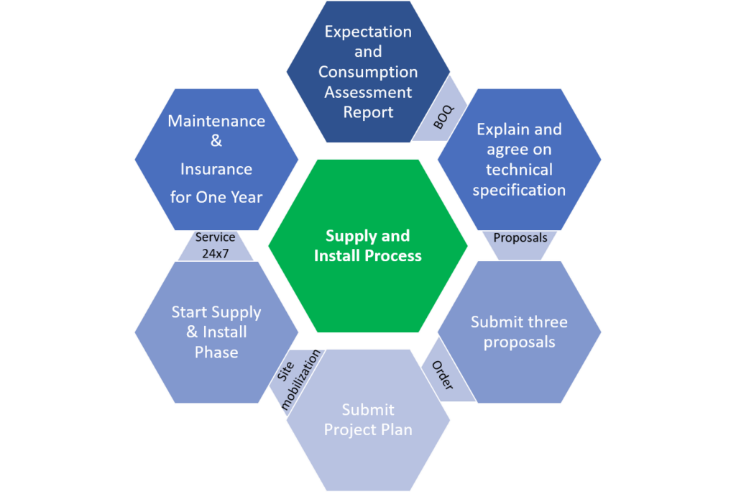 Expectation
and
Consumption
Assessment
Report
BOQ
Explain and
agree on
technical
specification
Proposals
Submit three
proposals
Order
Submit
Project Plan
Site
mobilization
Start Supply
& Install
Phase
Service
24x7
Maintenance
&
Insurance
for One Year
Supply and
Install Process